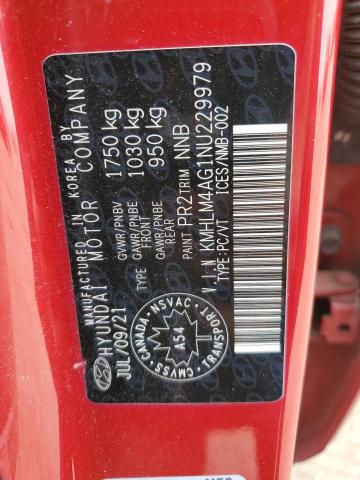 MANUFACTURED IN KOREA BY
HYUNDAI MOTOR COMPANY
JUL/09/21
GVWR/PNBV 1750 kg
GAWR/PNBE FRONT 1030 kg
GAWR/PNBE REAR 950 kg
PAINT PR2 TRIM NNB
VIN KMHLM4AG1NU229979
TYPE:PC/VT ICES/NMB-002
CANADA NSVAC TRANSPORT CMVSS
A54